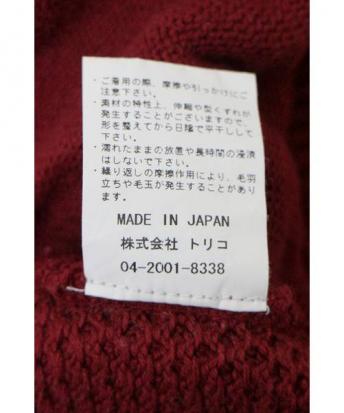 ・ご着用の際、摩擦や引っかけにご
注意下さい。
・素材の特性上、伸縮や型くずれが
発生することがございますので、
形を整えてから日陰で平干しして
下さい。
・濡れたままの放置や長時間の浸漬
はしないで下さい。
・繰り返しの摩擦作用により、毛羽
立ちや毛玉が発生することがあり
ます。
MADE IN JAPAN
株式会社 トリコ
04-2001-8338